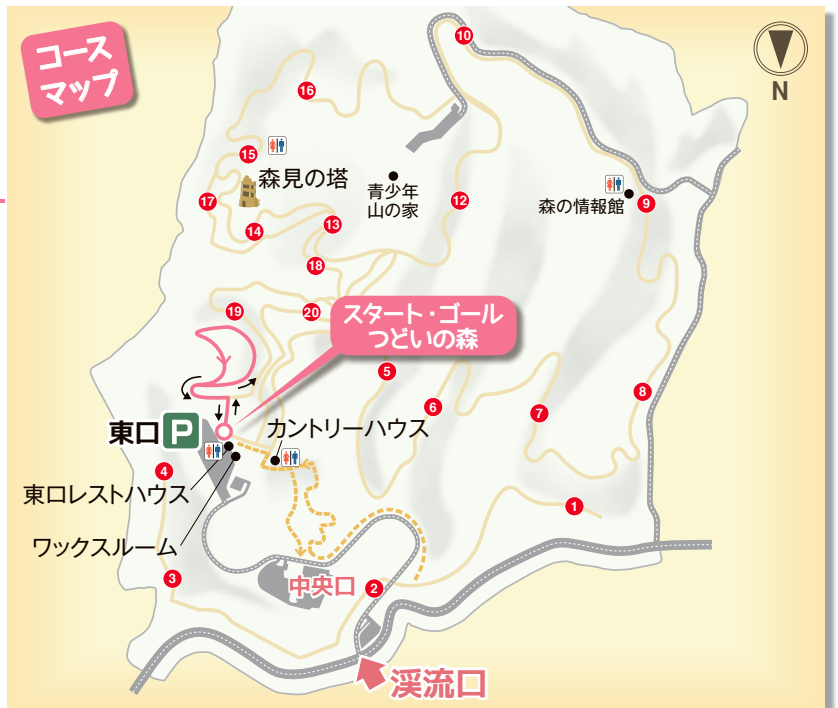 コース
マップ
N
10
16
15
森見の塔
青少年
山の家
森の情報館
9
17
12
14
13
18
19
20
スタート・ゴール
つどいの森
5
6
7
8
東口 P
カントリーハウス
4
東口レストハウス
1
ワックスルーム
3
中央口
2
渓流口